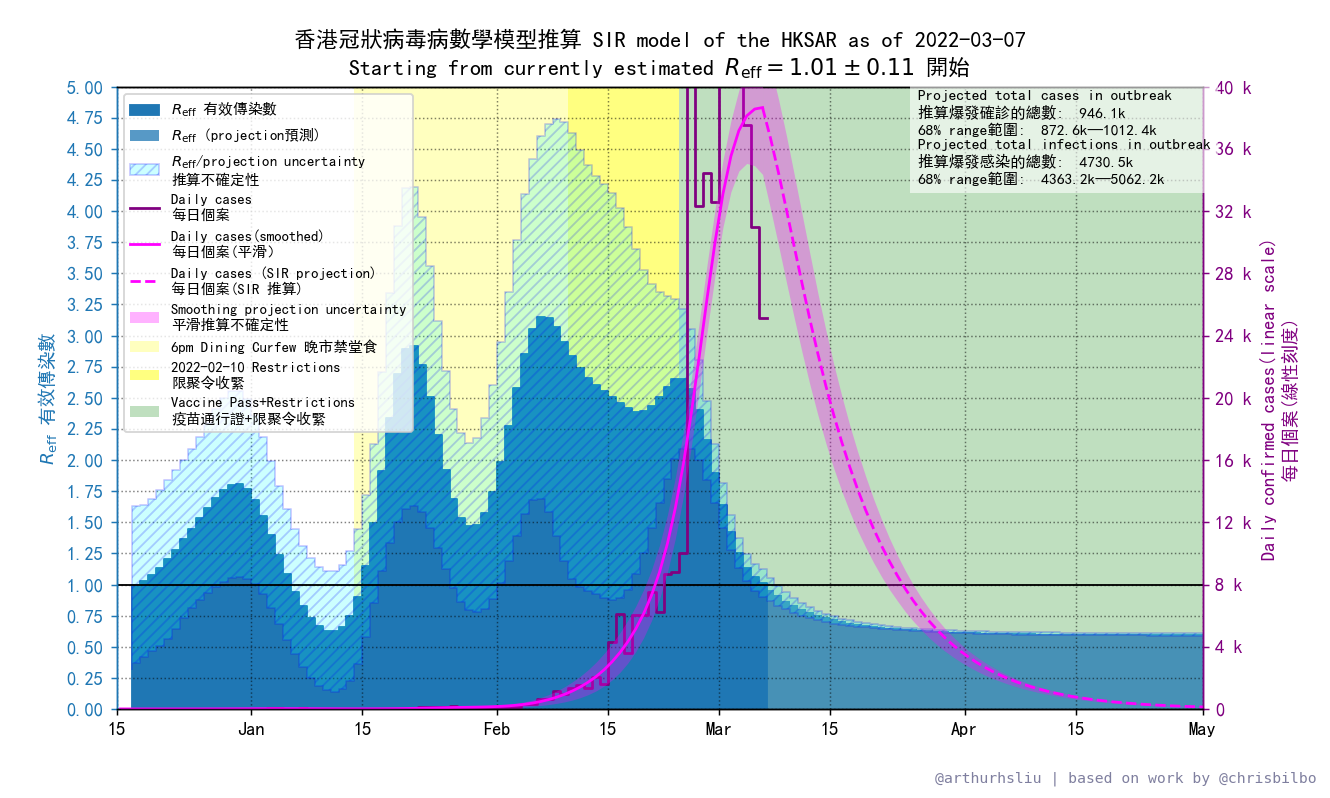 香港冠狀病毒病數學模型推算 SIR model of the HKSAR as of 2022-03-07
Starting from currently estimated R_eff = 1.01 ± 0.11 開始
R_eff 有效傳染數
R_eff (projection預測)
R_eff/projection uncertainty
推算不確定性
Daily cases
每日個案
Daily cases(smoothed)
每日個案(平滑)
Daily cases (SIR projection)
每日個案(SIR 推算)
Smoothing projection uncertainty
平滑推算不確定性
6pm Dining Curfew 晚市禁堂食
2022-02-10 Restrictions
限聚令收緊
Vaccine Pass+Restrictions
疫苗通行證+限聚令收緊
Projected total cases in outbreak
推算爆發確診的總數: 946.1k
68% range範圍: 872.6k─1012.4k
Projected total infections in outbreak
推算爆發感染的總數: 4730.5k
68% range範圍: 4363.2k─5062.2k
R_eff 有效傳染數
5.00
4.75
4.50
4.25
4.00
3.75
3.50
3.25
3.00
2.75
2.50
2.25
2.00
1.75
1.50
1.25
1.00
0.75
0.50
0.25
0.00
40 k
36 k
32 k
28 k
24 k
20 k
16 k
12 k
8 k
4 k
0
Daily confirmed cases(linear scale)
每日個案(線性刻度)
15 Jan 15 Feb 15 Mar 15 Apr 15 May
@arthurhsliu | based on work by @chrisbilbo